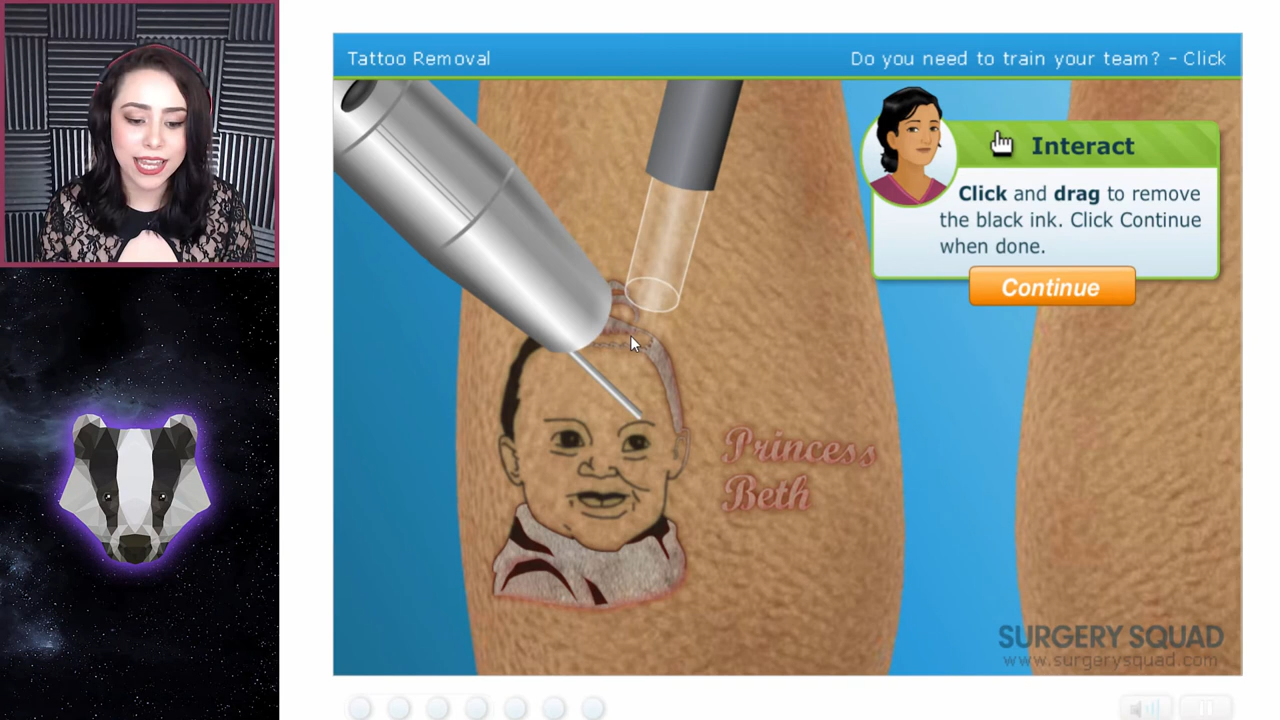 Tattoo Removal
Do you need to train your team? - Click
Interact
Click and drag to remove
the black ink. Click Continue
when done.
Continue
Princess
Beth
SURGERY SQUAD
www.surgerysquad.com